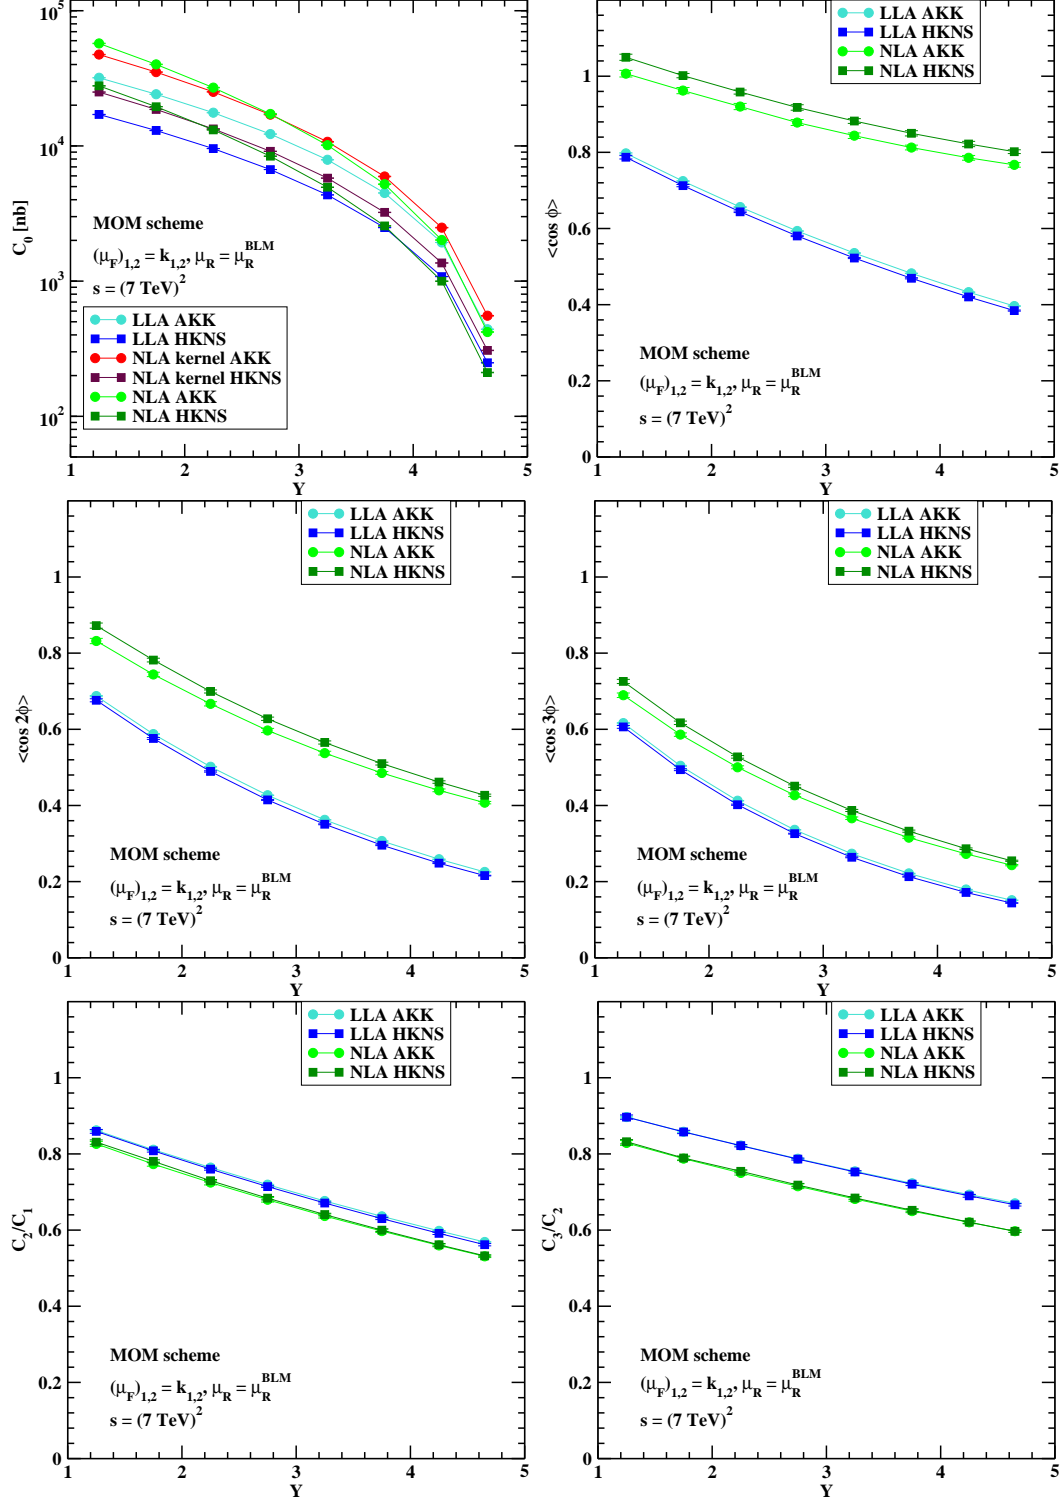 10^5
10^4
10^3
10^2
C_0 [nb]
MOM scheme
(μ_F)_{1,2} = k_{1,2}, μ_R = μ_R^{BLM}
s = (7 TeV)^2
LLA AKK
LLA HKNS
NLA kernel AKK
NLA kernel HKNS
NLA AKK
NLA HKNS
1 2 3 4 5
Y
LLA AKK
LLA HKNS
NLA AKK
NLA HKNS
1
0.8
0.6
0.4
0.2
0
<cos ϕ>
MOM scheme
(μ_F)_{1,2} = k_{1,2}, μ_R = μ_R^{BLM}
s = (7 TeV)^2
1 2 3 4 5
Y
LLA AKK
LLA HKNS
NLA AKK
NLA HKNS
1
0.8
0.6
0.4
0.2
0
<cos 2ϕ>
MOM scheme
(μ_F)_{1,2} = k_{1,2}, μ_R = μ_R^{BLM}
s = (7 TeV)^2
1 2 3 4 5
Y
LLA AKK
LLA HKNS
NLA AKK
NLA HKNS
1
0.8
0.6
0.4
0.2
0
<cos 3ϕ>
MOM scheme
(μ_F)_{1,2} = k_{1,2}, μ_R = μ_R^{BLM}
s = (7 TeV)^2
1 2 3 4 5
Y
LLA AKK
LLA HKNS
NLA AKK
NLA HKNS
1
0.8
0.6
0.4
0.2
0
C_2/C_1
MOM scheme
(μ_F)_{1,2} = k_{1,2}, μ_R = μ_R^{BLM}
s = (7 TeV)^2
1 2 3 4 5
Y
LLA AKK
LLA HKNS
NLA AKK
NLA HKNS
1
0.8
0.6
0.4
0.2
0
C_3/C_2
MOM scheme
(μ_F)_{1,2} = k_{1,2}, μ_R = μ_R^{BLM}
s = (7 TeV)^2
1 2 3 4 5
Y